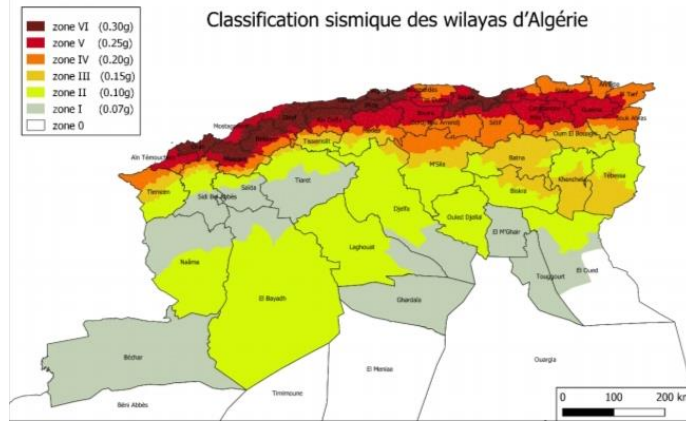 Classification sismique des wilayas d'Algérie
zone VI (0.30g)
zone V (0.25g)
zone IV (0.20g)
zone III (0.15g)
zone II (0.10g)
zone I (0.07g)
zone 0
El Tarf
Souk Ahras
Oum El Bouaghi
Mostaganem
Aïn Témouchent
Tissemsilt
M'Sila
Batna
Sétif
Khenchela
Tébessa
Tlemcen
Saïda
Tiaret
Sidi Bel Abbès
Biskra
Djelfa
Ouled Djellal
El M'Ghair
Laghouat
Naâma
El Oued
Touggourt
El Bayadh
Ghardaïa
Béchar
El Meniaa
Ouargla
Timimoune
Béni Abbès
0 100 200 km